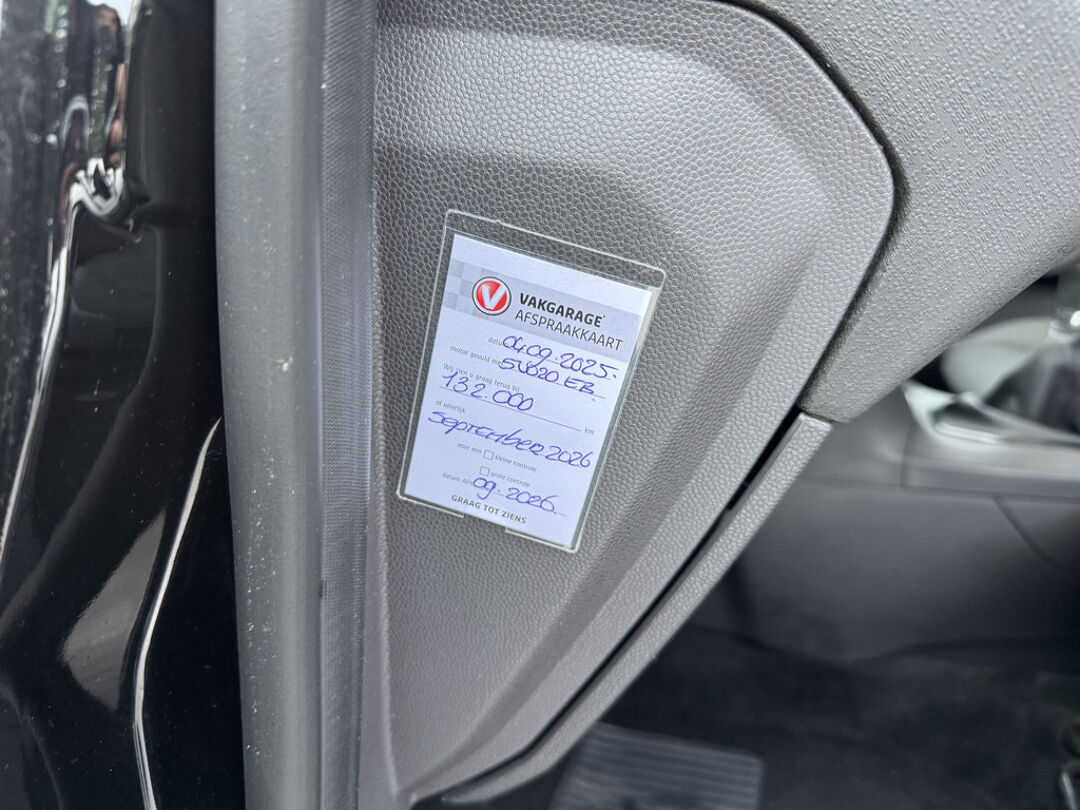 V VAKGARAGE
AFSPRAAKKAART
datum 04.09.2025.
motor gevuld met 5W20 EB.
Wij zien u graag terug bij
132.000 km
of uiterlijk
SEPTEMBER 2026
voor een kleine controle
grote controle
datum APK 09.2026.
GRAAG TOT ZIENS